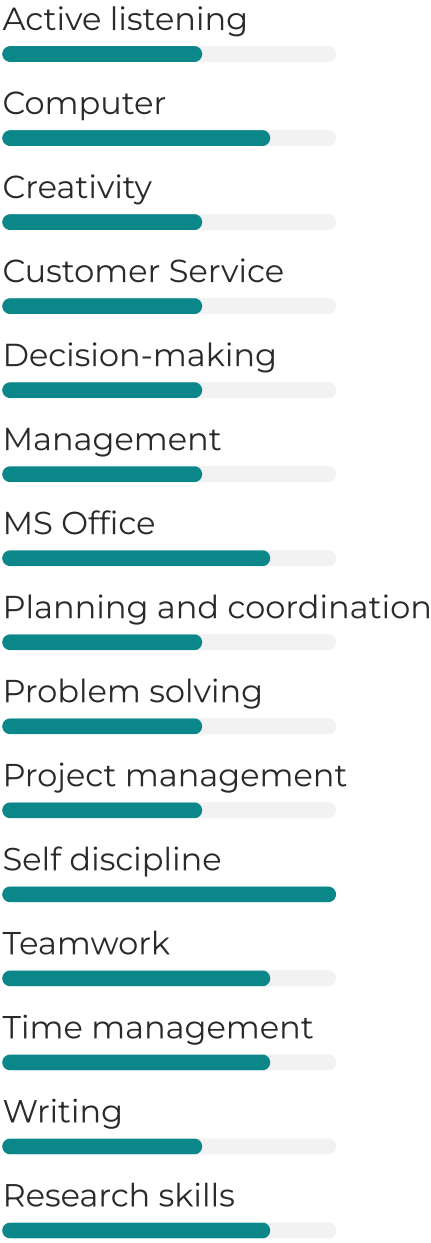 Active listening
Computer
Creativity
Customer Service
Decision-making
Management
MS Office
Planning and coordination
Problem solving
Project management
Self discipline
Teamwork
Time management
Writing
Research skills